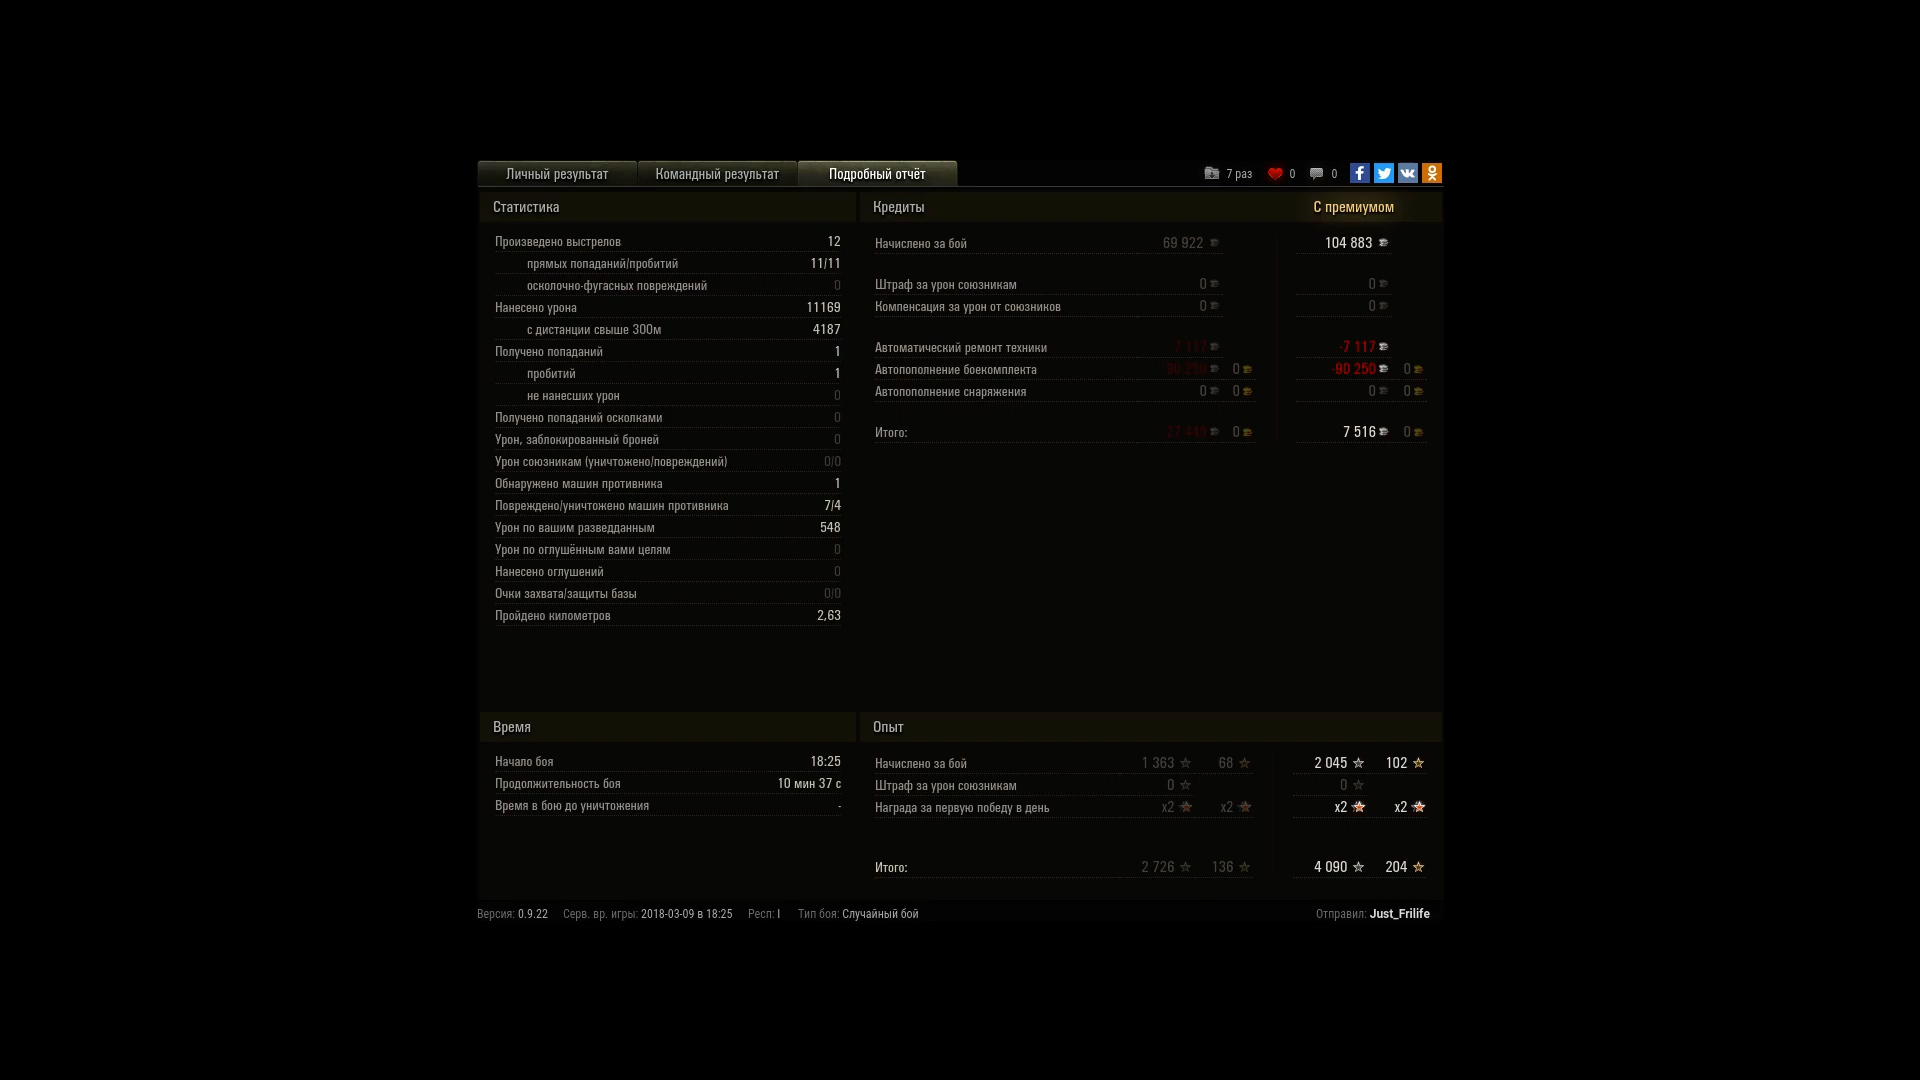 Личный результат Командный результат Подробный отчёт 7 раз 0 0
Статистика
Произведено выстрелов 12
прямых попаданий/пробитий 11/11
осколочно-фугасных повреждений 0
Нанесено урона 11169
с дистанции свыше 300м 4187
Получено попаданий 1
пробитий 1
не нанесших урон 0
Получено попаданий осколками 0
Урон, заблокированный броней 0
Урон союзникам (уничтожено/повреждений) 0/0
Обнаружено машин противника 1
Повреждено/уничтожено машин противника 7/4
Урон по вашим разведданным 548
Урон по оглушённым вами целям 0
Нанесено оглушений 0
Очки захвата/защиты базы 0/0
Пройдено километров 2,63
Кредиты С премиумом
Начислено за бой 69 922 104 883
Штраф за урон союзникам 0 0
Компенсация за урон от союзников 0 0
Автоматический ремонт техники -7 117 -7 117
Автопополнение боекомплекта -90 250 0 -90 250 0
Автопополнение снаряжения 0 0 0 0
Итого: 0 7 516 0
Время
Начало боя 18:25
Продолжительность боя 10 мин 37 с
Время в бою до уничтожения -
Опыт
Начислено за бой 1 363 68 2 045 102
Штраф за урон союзникам 0 0
Награда за первую победу в день x2 x2 x2 x2
Итого: 2 726 136 4 090 204
Версия: 0.9.22 Серв. вр. игры: 2018-03-09 в 18:25 Респ: I Тип боя: Случайный бой Отправил: Just_Frilife